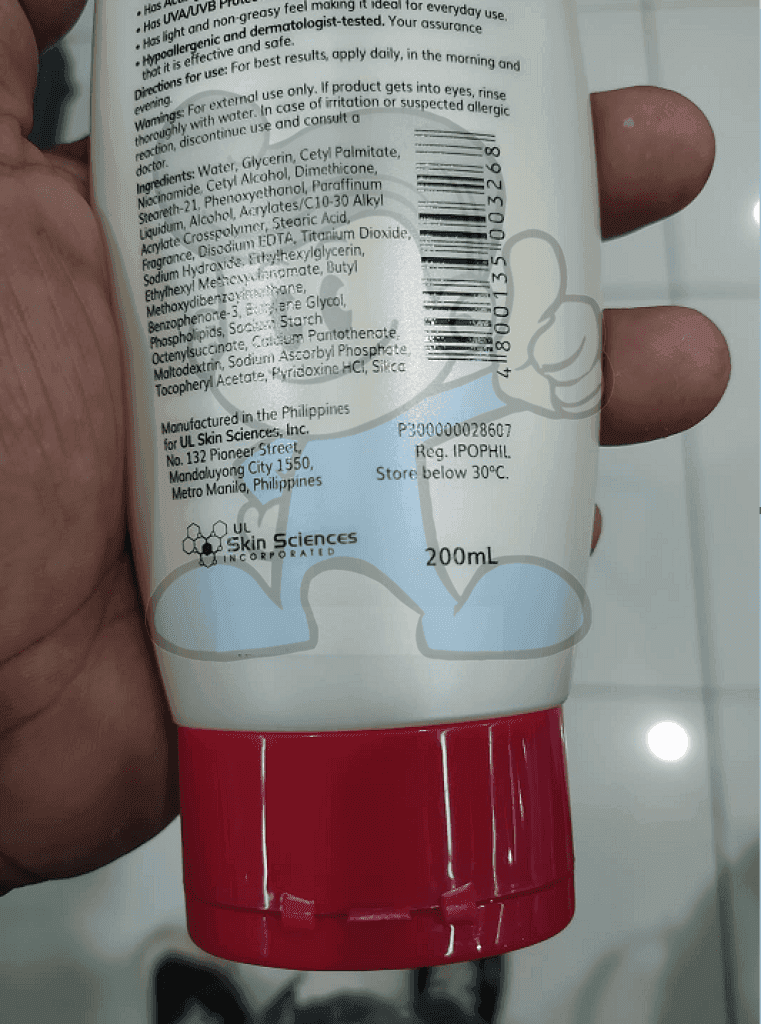 • Has
• Has UVA/UVB
• Has light and non-greasy feel making it ideal for everyday use.
• Hypoallergenic and dermatologist-tested. Your assurance
that it is effective and safe.
Directions for use: For best results, apply daily, in the morning and
evening.
Warnings: For external use only. If product gets into eyes, rinse
thoroughly with water. In case of irritation or suspected allergic
reaction, discontinue use and consult a
doctor.
Ingredients: Water, Glycerin, Cetyl Palmitate,
Niacinamide, Cetyl Alcohol, Dimethicone,
Steareth-21, Phenoxyethanol, Paraffinum
Liquidum, Alcohol, Acrylates/C10-30 Alkyl
Acrylate Crosspolymer, Stearic Acid,
Fragrance, Disodium EDTA, Titanium Dioxide,
Sodium Hydroxide, Ethylhexylglycerin,
Ethylhexyl Methoxycinnamate, Butyl
Methoxydibenzoylmethane,
Benzophenone-3, Butylene Glycol,
Phospholipids, Sodium Starch
Octenylsuccinate, Calcium Pantothenate,
Maltodextrin, Sodium Ascorbyl Phosphate,
Tocopheryl Acetate, Pyridoxine HCl, Silica
4 800135 003268
Manufactured in the Philippines
for UL Skin Sciences, Inc.
No. 132 Pioneer Street,
Mandaluyong City 1550,
Metro Manila, Philippines
P300000028607
Reg. IPOPHIL
Store below 30°C.
UL
Skin Sciences
INCORPORATED
200mL